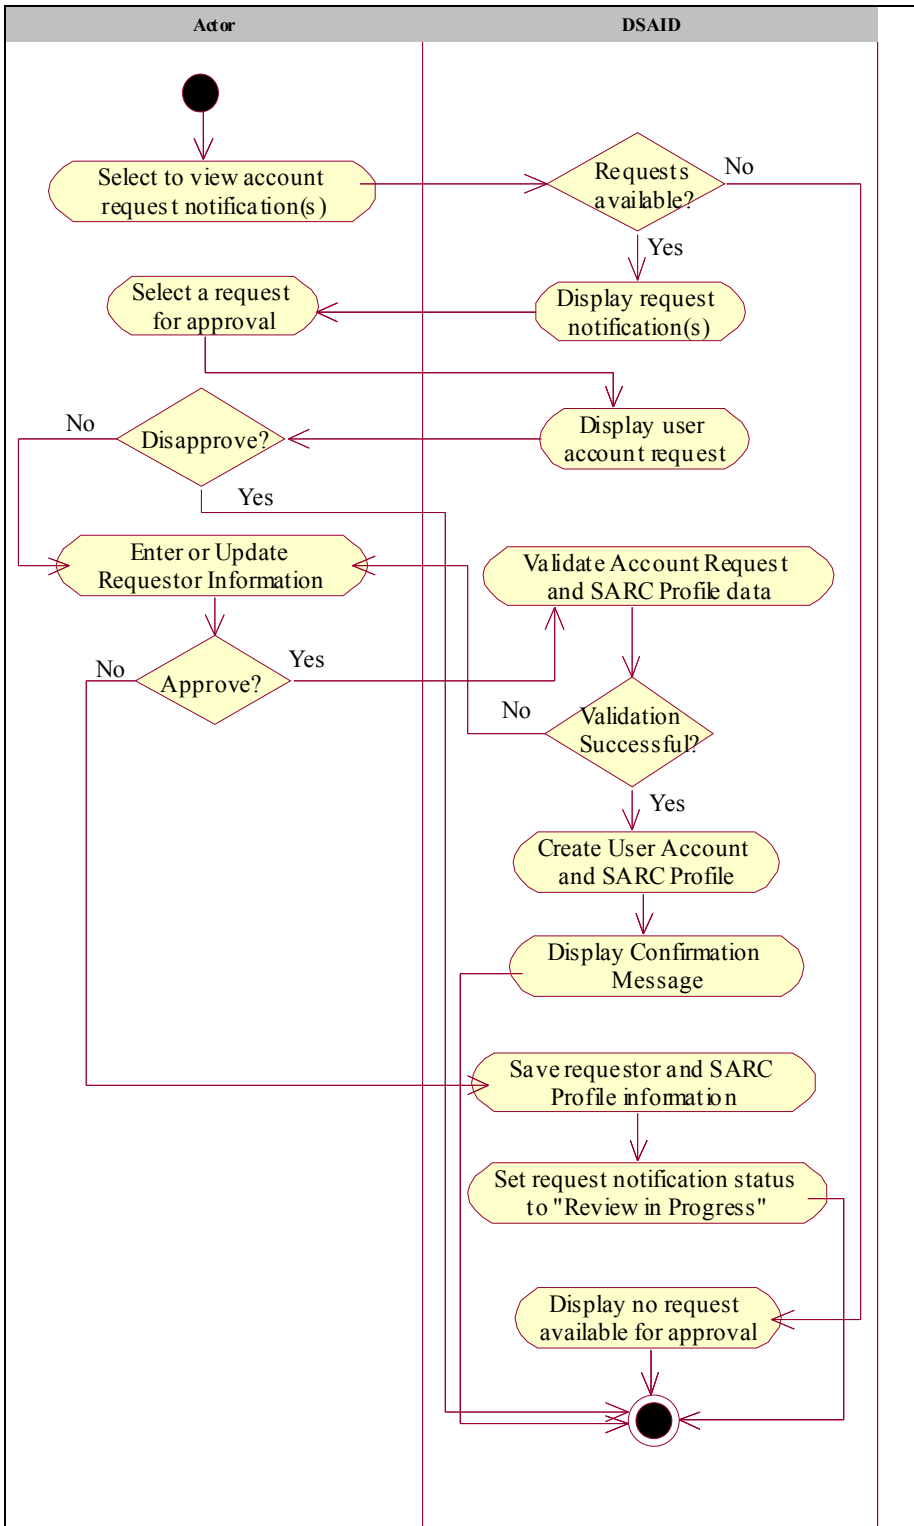 Actor
DSAID
Select to view account
request notification(s)
Requests
available?
No
Yes
Select a request
for approval
Display request
notification(s)
No
Disapprove?
Display user
account request
Yes
Enter or Update
Requestor Information
Validate Account Request
and SARC Profile data
No
Approve?
Yes
No
Validation
Successful?
Yes
Create User Account
and SARC Profile
Display Confirmation
Message
Save requestor and SARC
Profile information
Set request notification status
to "Review in Progress"
Display no request
available for approval